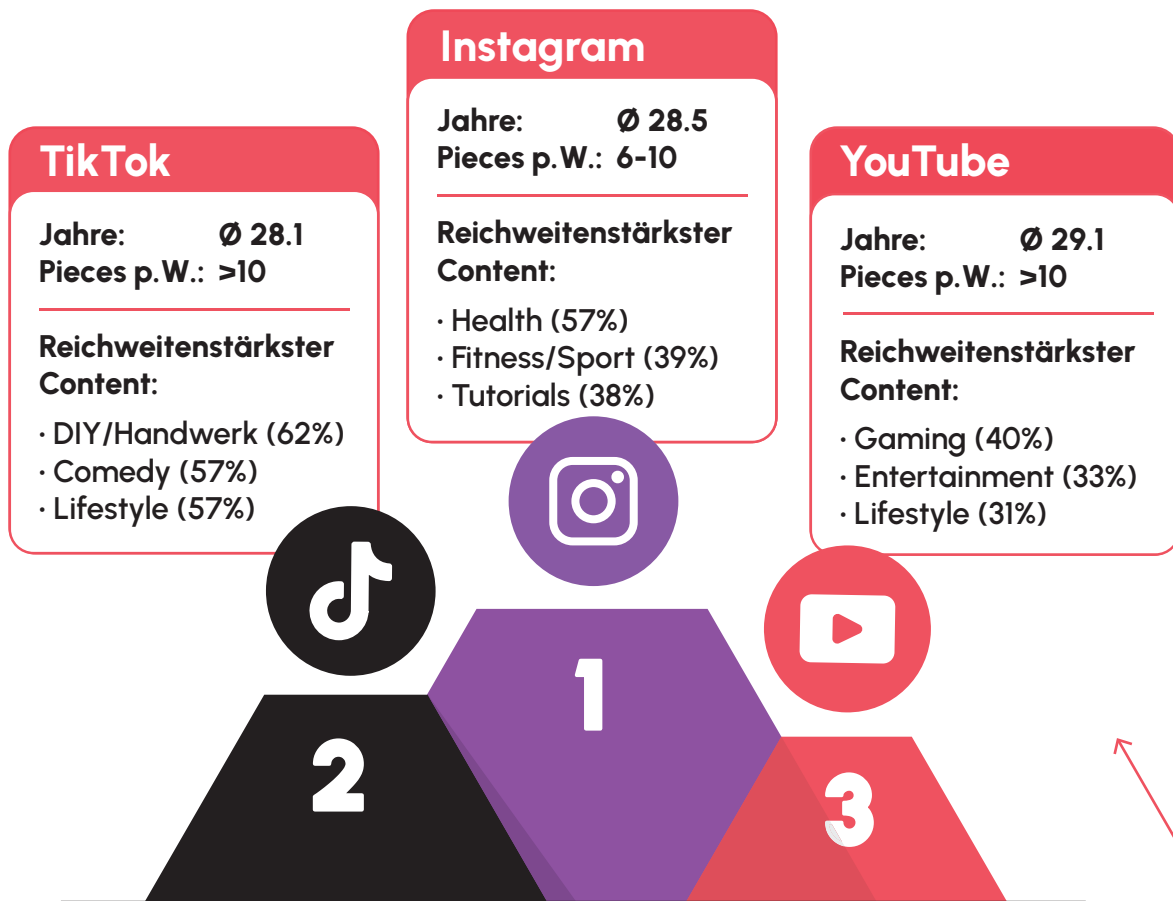 TikTok
Jahre: Ø 28.1
Pieces p.W.: >10
Reichweitenstärkster
Content:
· DIY/Handwerk (62%)
· Comedy (57%)
· Lifestyle (57%)
Instagram
Jahre: Ø 28.5
Pieces p.W.: 6-10
Reichweitenstärkster
Content:
· Health (57%)
· Fitness/Sport (39%)
· Tutorials (38%)
YouTube
Jahre: Ø 29.1
Pieces p.W.: >10
Reichweitenstärkster
Content:
· Gaming (40%)
· Entertainment (33%)
· Lifestyle (31%)
2
1
3